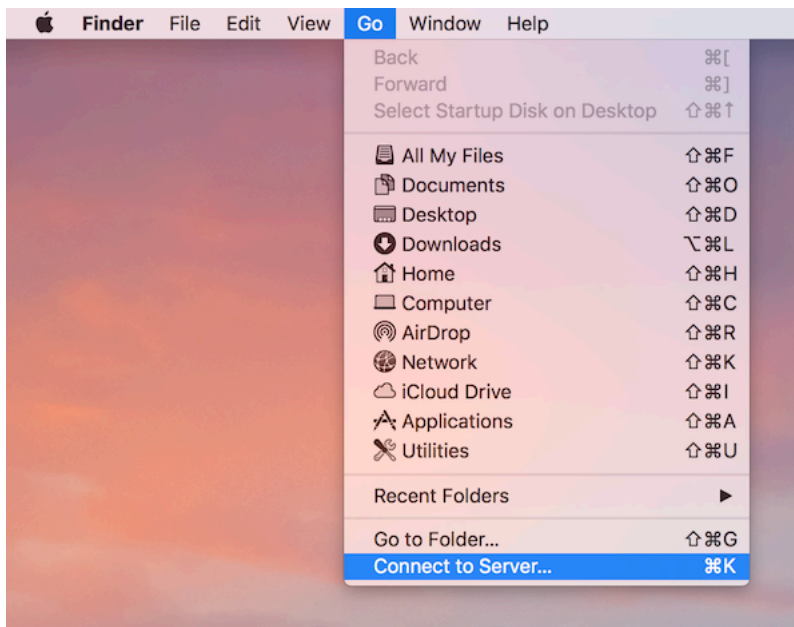 Finder File Edit View Go Window Help
Back ⌘[
Forward ⌘]
Select Startup Disk on Desktop ⇧⌘↑
All My Files ⇧⌘F
Documents ⇧⌘O
Desktop ⇧⌘D
Downloads ⌥⌘L
Home ⇧⌘H
Computer ⇧⌘C
AirDrop ⇧⌘R
Network ⇧⌘K
iCloud Drive ⇧⌘I
Applications ⇧⌘A
Utilities ⇧⌘U
Recent Folders ▶
Go to Folder... ⇧⌘G
Connect to Server... ⌘K